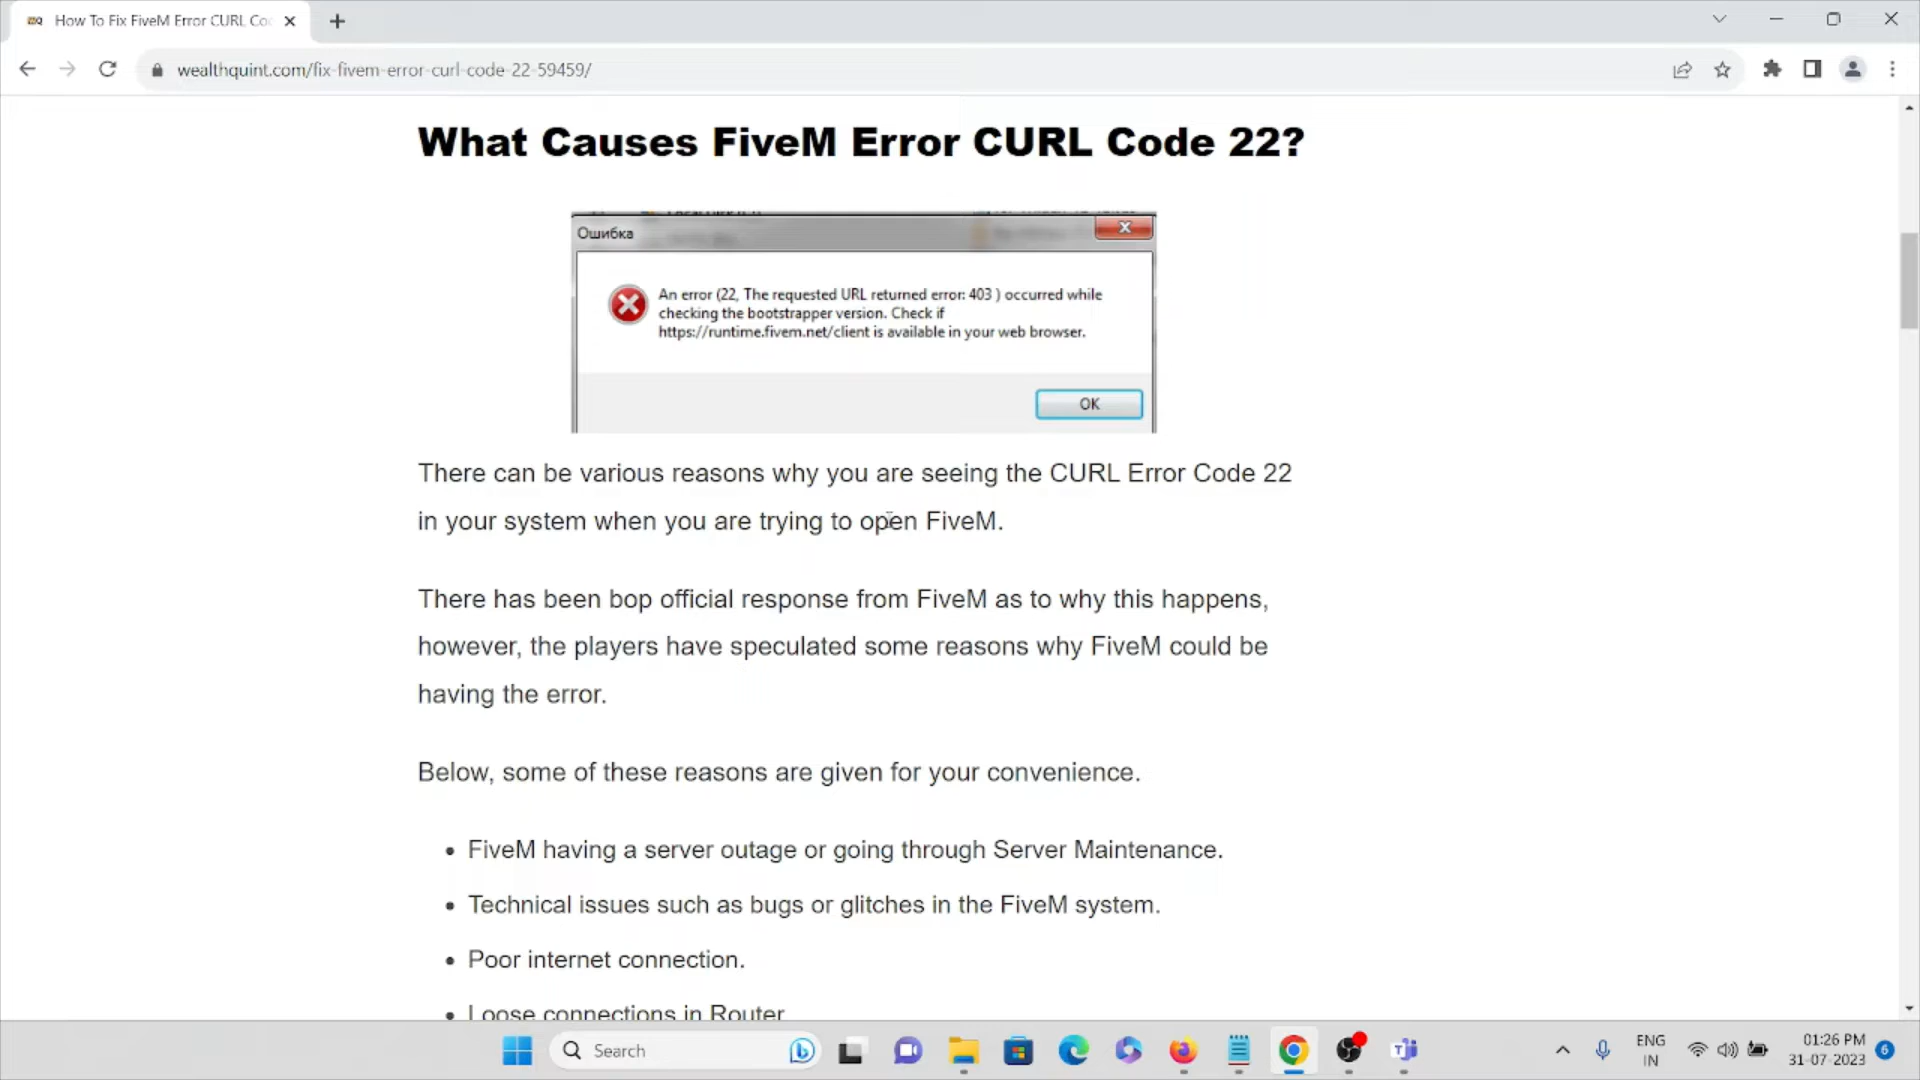 How To Fix FiveM Error CURL Co
wealthquint.com/fix-fivem-error-curl-code-22-59459/
What Causes FiveM Error CURL Code 22?
Ошибка
An error (22, The requested URL returned error: 403 ) occurred while
checking the bootstrapper version. Check if
https://runtime.fivem.net/client is available in your web browser.
OK
There can be various reasons why you are seeing the CURL Error Code 22
in your system when you are trying to open FiveM.
There has been bop official response from FiveM as to why this happens,
however, the players have speculated some reasons why FiveM could be
having the error.
Below, some of these reasons are given for your convenience.
• FiveM having a server outage or going through Server Maintenance.
• Technical issues such as bugs or glitches in the FiveM system.
• Poor internet connection.
• Loose connections in Router
Search
ENG
IN
01:26 PM
31-07-2023
6